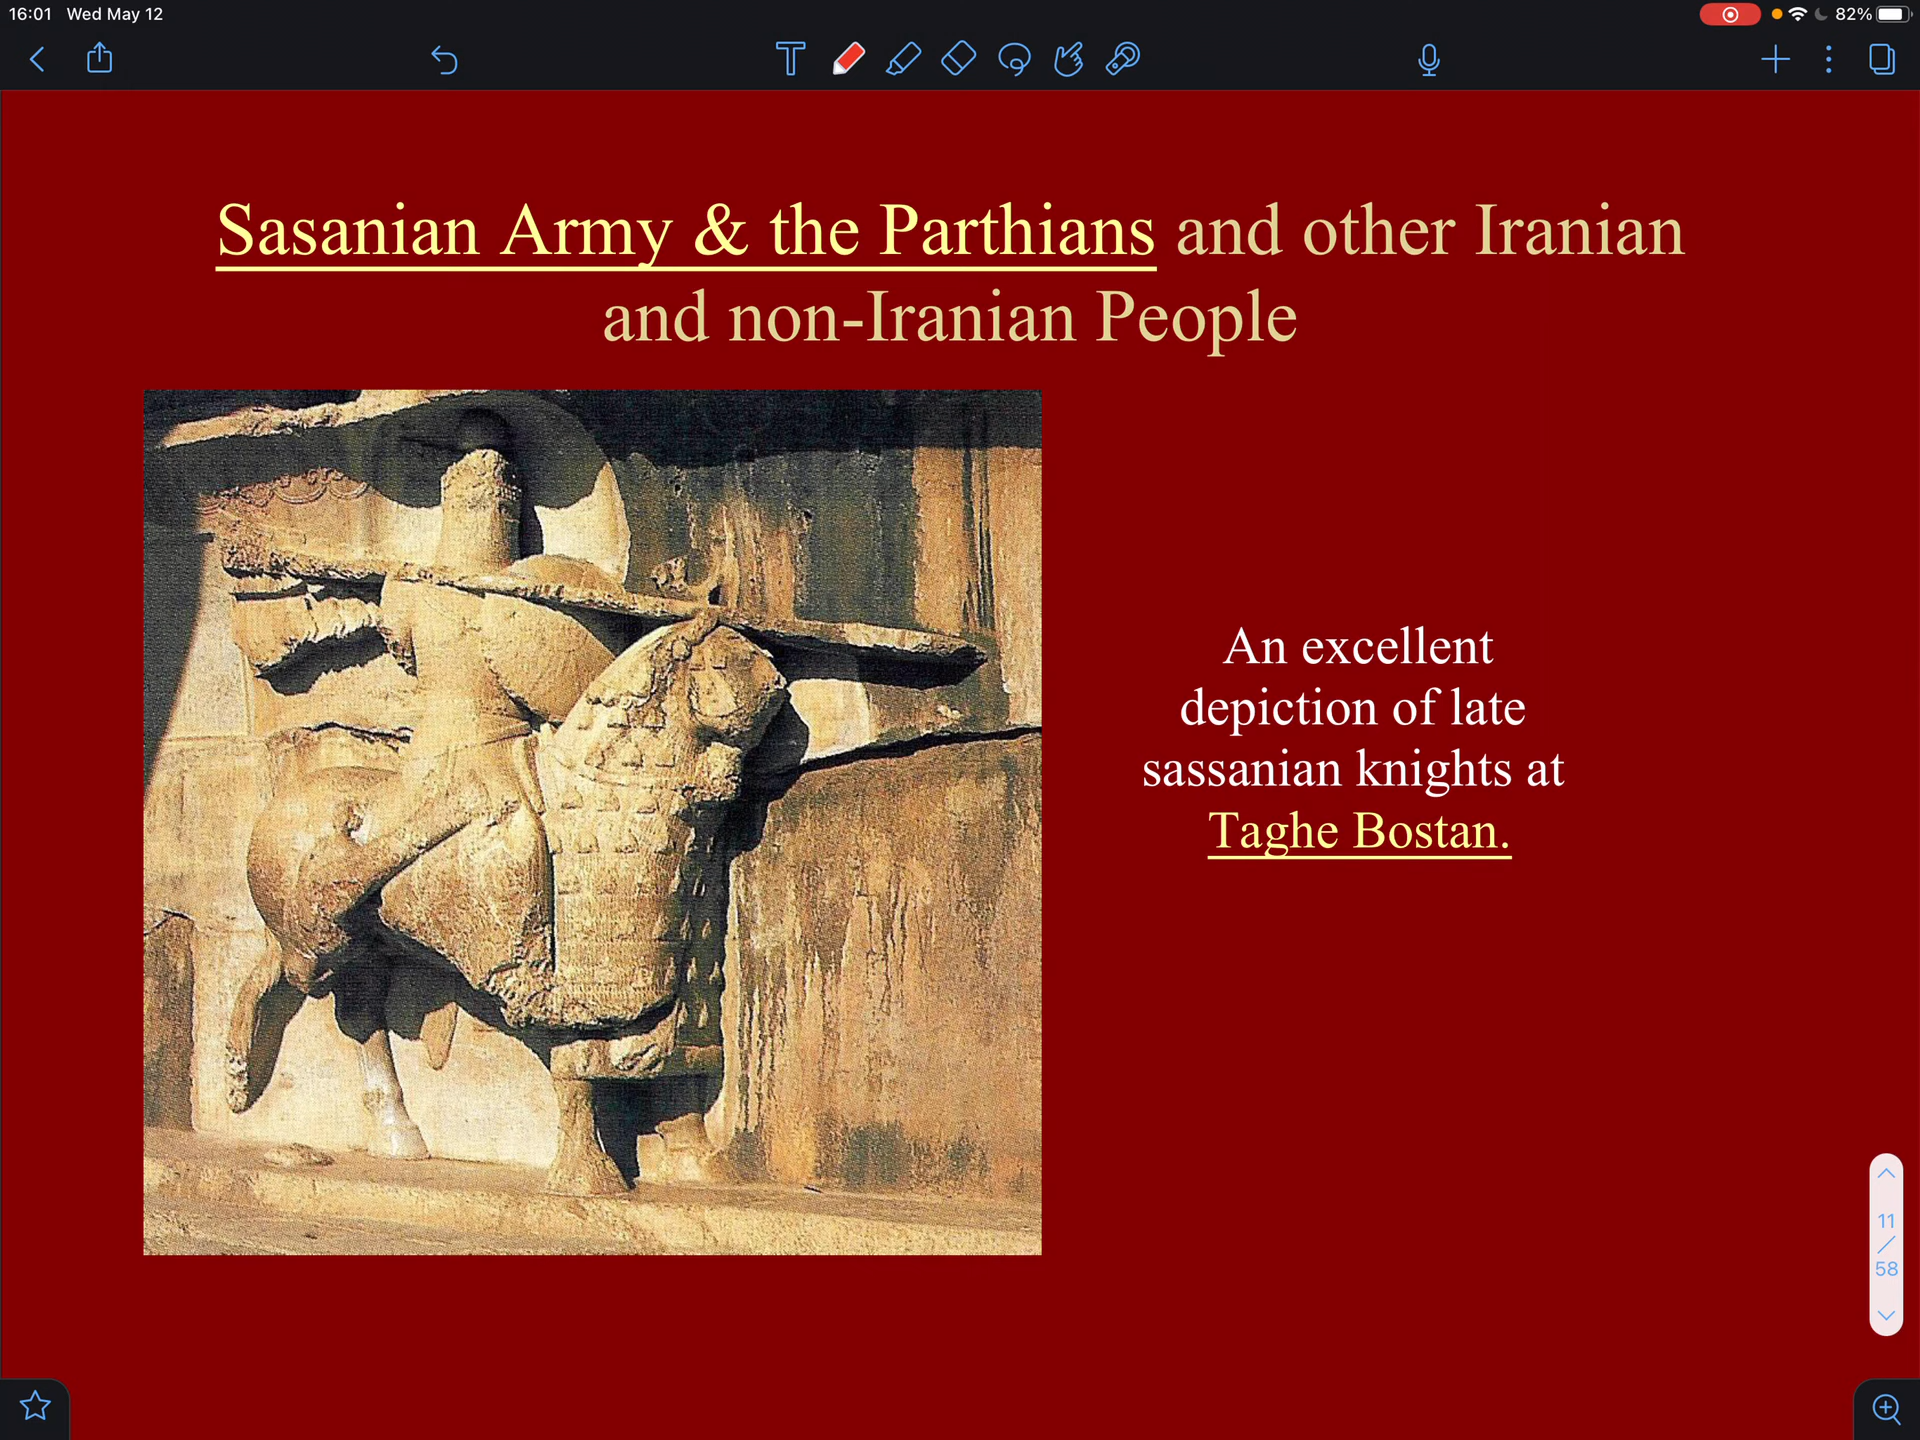 16:01 Wed May 12
82%
Sasanian Army & the Parthians and other Iranian
and non-Iranian People
An excellent
depiction of late
sassanian knights at
Taghe Bostan.
11
/
58